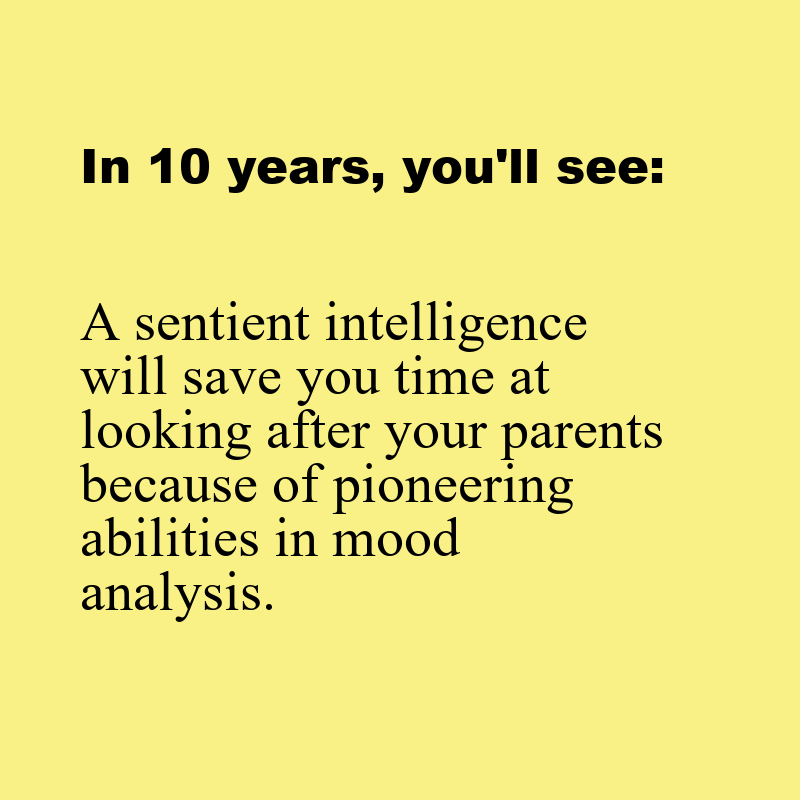 In 10 years, you'll see:
A sentient intelligence
will save you time at
looking after your parents
because of pioneering
abilities in mood
analysis.